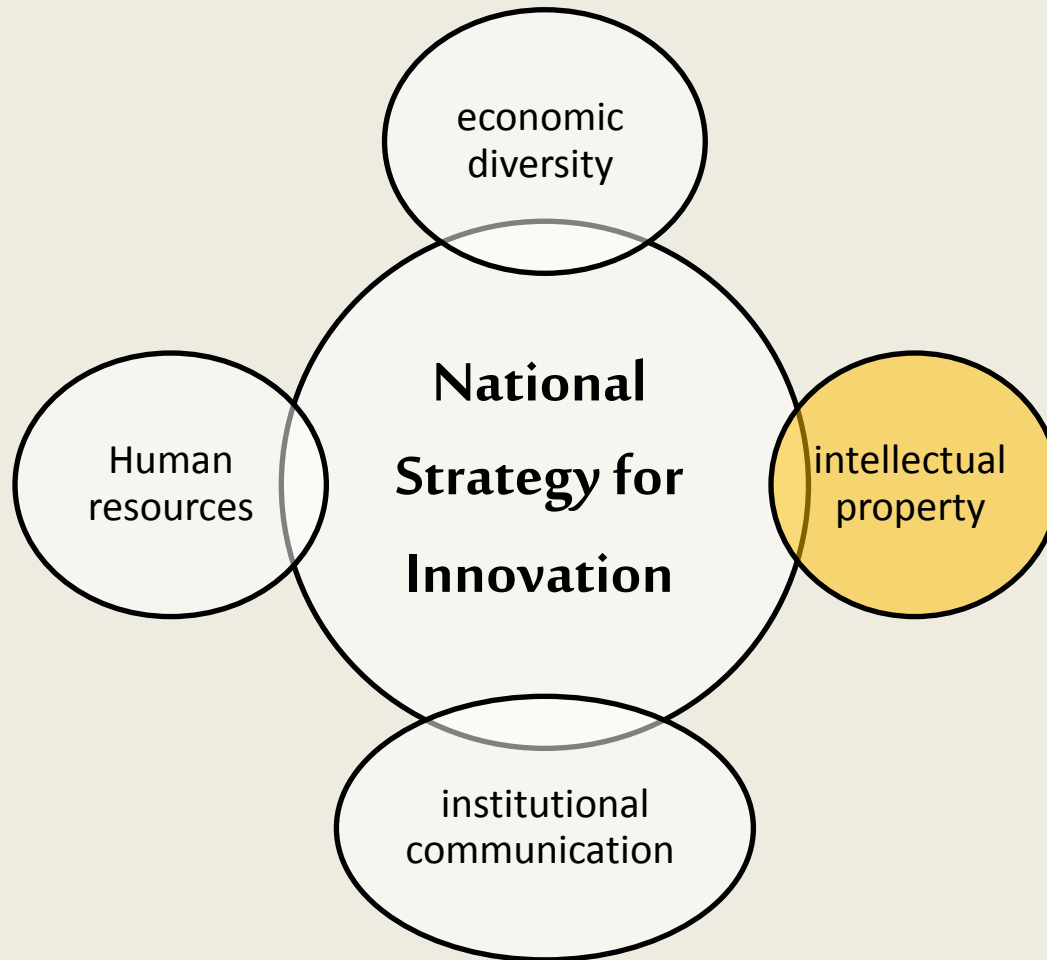 economic
diversity
National
Strategy for
Innovation
Human
resources
intellectual
property
institutional
communication